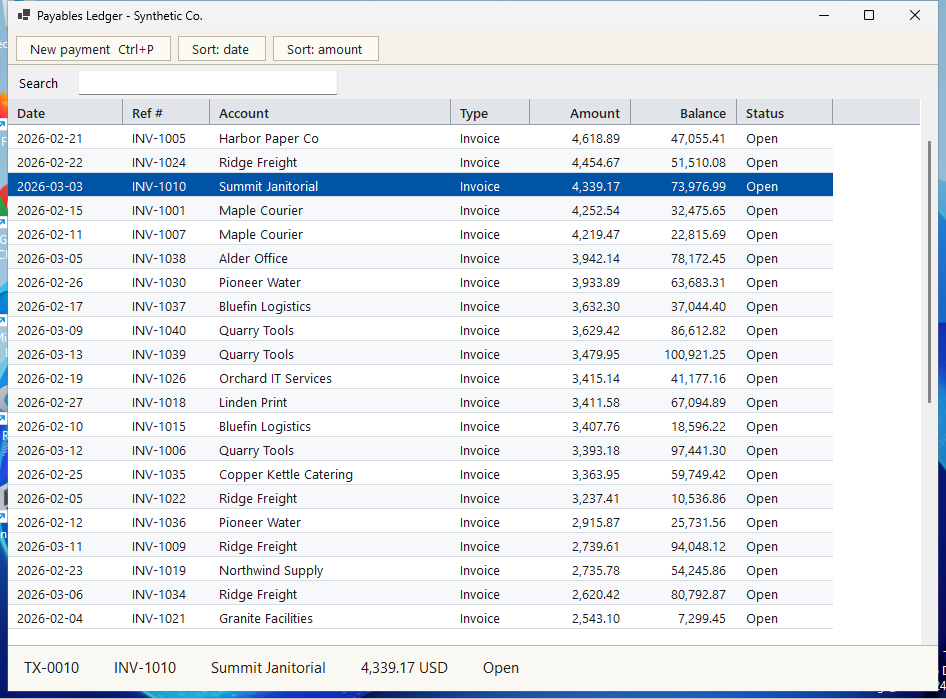 Payables Ledger - Synthetic Co.
New payment Ctrl+P Sort: date Sort: amount
Search
Date Ref # Account Type Amount Balance Status
2026-02-21 INV-1005 Harbor Paper Co Invoice 4,618.89 47,055.41 Open
2026-02-22 INV-1024 Ridge Freight Invoice 4,454.67 51,510.08 Open
2026-03-03 INV-1010 Summit Janitorial Invoice 4,339.17 73,976.99 Open
2026-02-15 INV-1001 Maple Courier Invoice 4,252.54 32,475.65 Open
2026-02-11 INV-1007 Maple Courier Invoice 4,219.47 22,815.69 Open
2026-03-05 INV-1038 Alder Office Invoice 3,942.14 78,172.45 Open
2026-02-26 INV-1030 Pioneer Water Invoice 3,933.89 63,683.31 Open
2026-02-17 INV-1037 Bluefin Logistics Invoice 3,632.30 37,044.40 Open
2026-03-09 INV-1040 Quarry Tools Invoice 3,629.42 86,612.82 Open
2026-03-13 INV-1039 Quarry Tools Invoice 3,479.95 100,921.25 Open
2026-02-19 INV-1026 Orchard IT Services Invoice 3,415.14 41,177.16 Open
2026-02-27 INV-1018 Linden Print Invoice 3,411.58 67,094.89 Open
2026-02-10 INV-1015 Bluefin Logistics Invoice 3,407.76 18,596.22 Open
2026-03-12 INV-1006 Quarry Tools Invoice 3,393.18 97,441.30 Open
2026-02-25 INV-1035 Copper Kettle Catering Invoice 3,363.95 59,749.42 Open
2026-02-05 INV-1022 Ridge Freight Invoice 3,237.41 10,536.86 Open
2026-02-12 INV-1036 Pioneer Water Invoice 2,915.87 25,731.56 Open
2026-03-11 INV-1009 Ridge Freight Invoice 2,739.61 94,048.12 Open
2026-02-23 INV-1019 Northwind Supply Invoice 2,735.78 54,245.86 Open
2026-03-06 INV-1034 Ridge Freight Invoice 2,620.42 80,792.87 Open
2026-02-04 INV-1021 Granite Facilities Invoice 2,543.10 7,299.45 Open
TX-0010 INV-1010 Summit Janitorial 4,339.17 USD Open